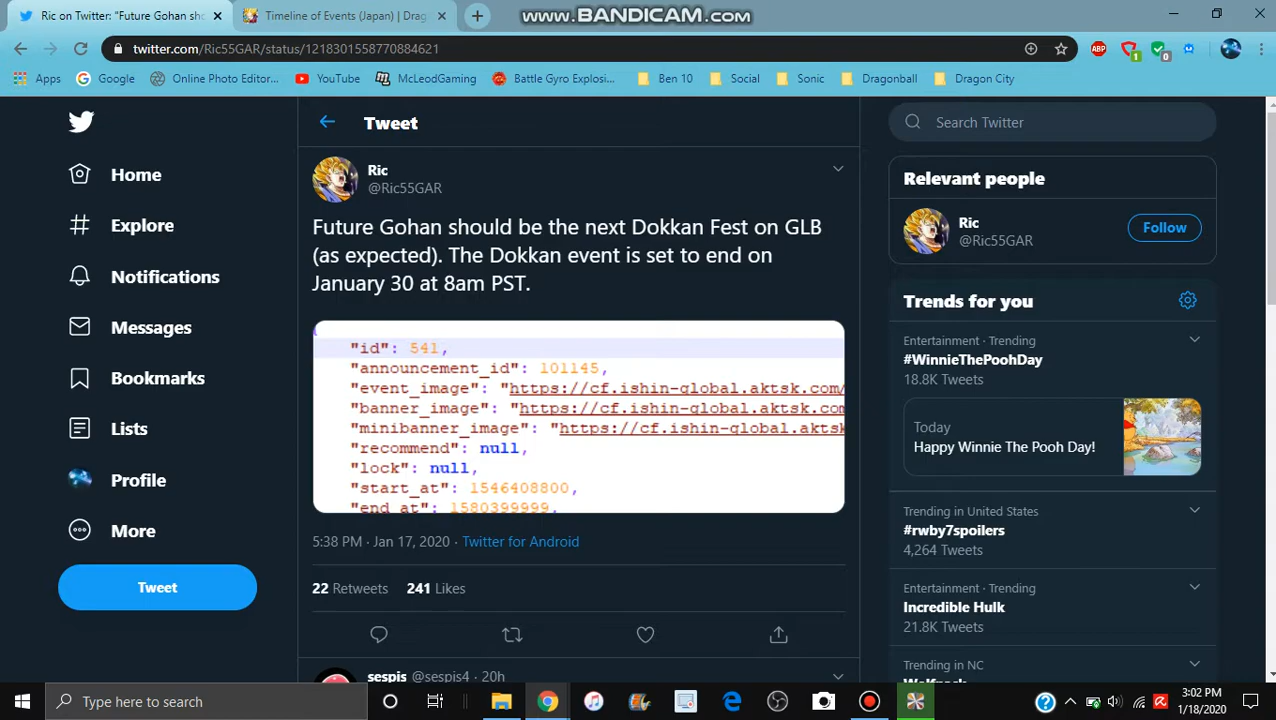 www.BANDICAM.com
Ric on Twitter: "Future Gohan sho
Timeline of Events (Japan) | Drag
twitter.com/Ric55GAR/status/1218301558770884621
Apps
Google
Online Photo Editor...
YouTube
McLeodGaming
Battle Gyro Explosi...
Ben 10
Social
Sonic
Dragonball
Dragon City
ABP
1
0
Home
Explore
Notifications
Messages
Bookmarks
Lists
Profile
More
Tweet
Tweet
Ric
@Ric55GAR
Future Gohan should be the next Dokkan Fest on GLB
(as expected). The Dokkan event is set to end on
January 30 at 8am PST.
"id": 541,
"announcement_id": 101145,
"event_image": "https://cf.ishin-global.aktsk.com/
"banner_image": "https://cf.ishin-global.aktsk.com
"minibanner_image": "https://cf.ishin-global.aktsk
"recommend": null,
"lock": null,
"start_at": 1546408800,
"end_at": 1580399999,
5:38 PM · Jan 17, 2020 · Twitter for Android
22 Retweets 241 Likes
sespis @sespis4 · 20h
Search Twitter
Relevant people
Ric
@Ric55GAR
Follow
Trends for you
Entertainment · Trending
#WinnieThePoohDay
18.8K Tweets
Today
Happy Winnie The Pooh Day!
Trending in United States
#rwby7spoilers
4,264 Tweets
Entertainment · Trending
Incredible Hulk
21.8K Tweets
Trending in NC
Wolfpack
Type here to search
3:02 PM
1/18/2020